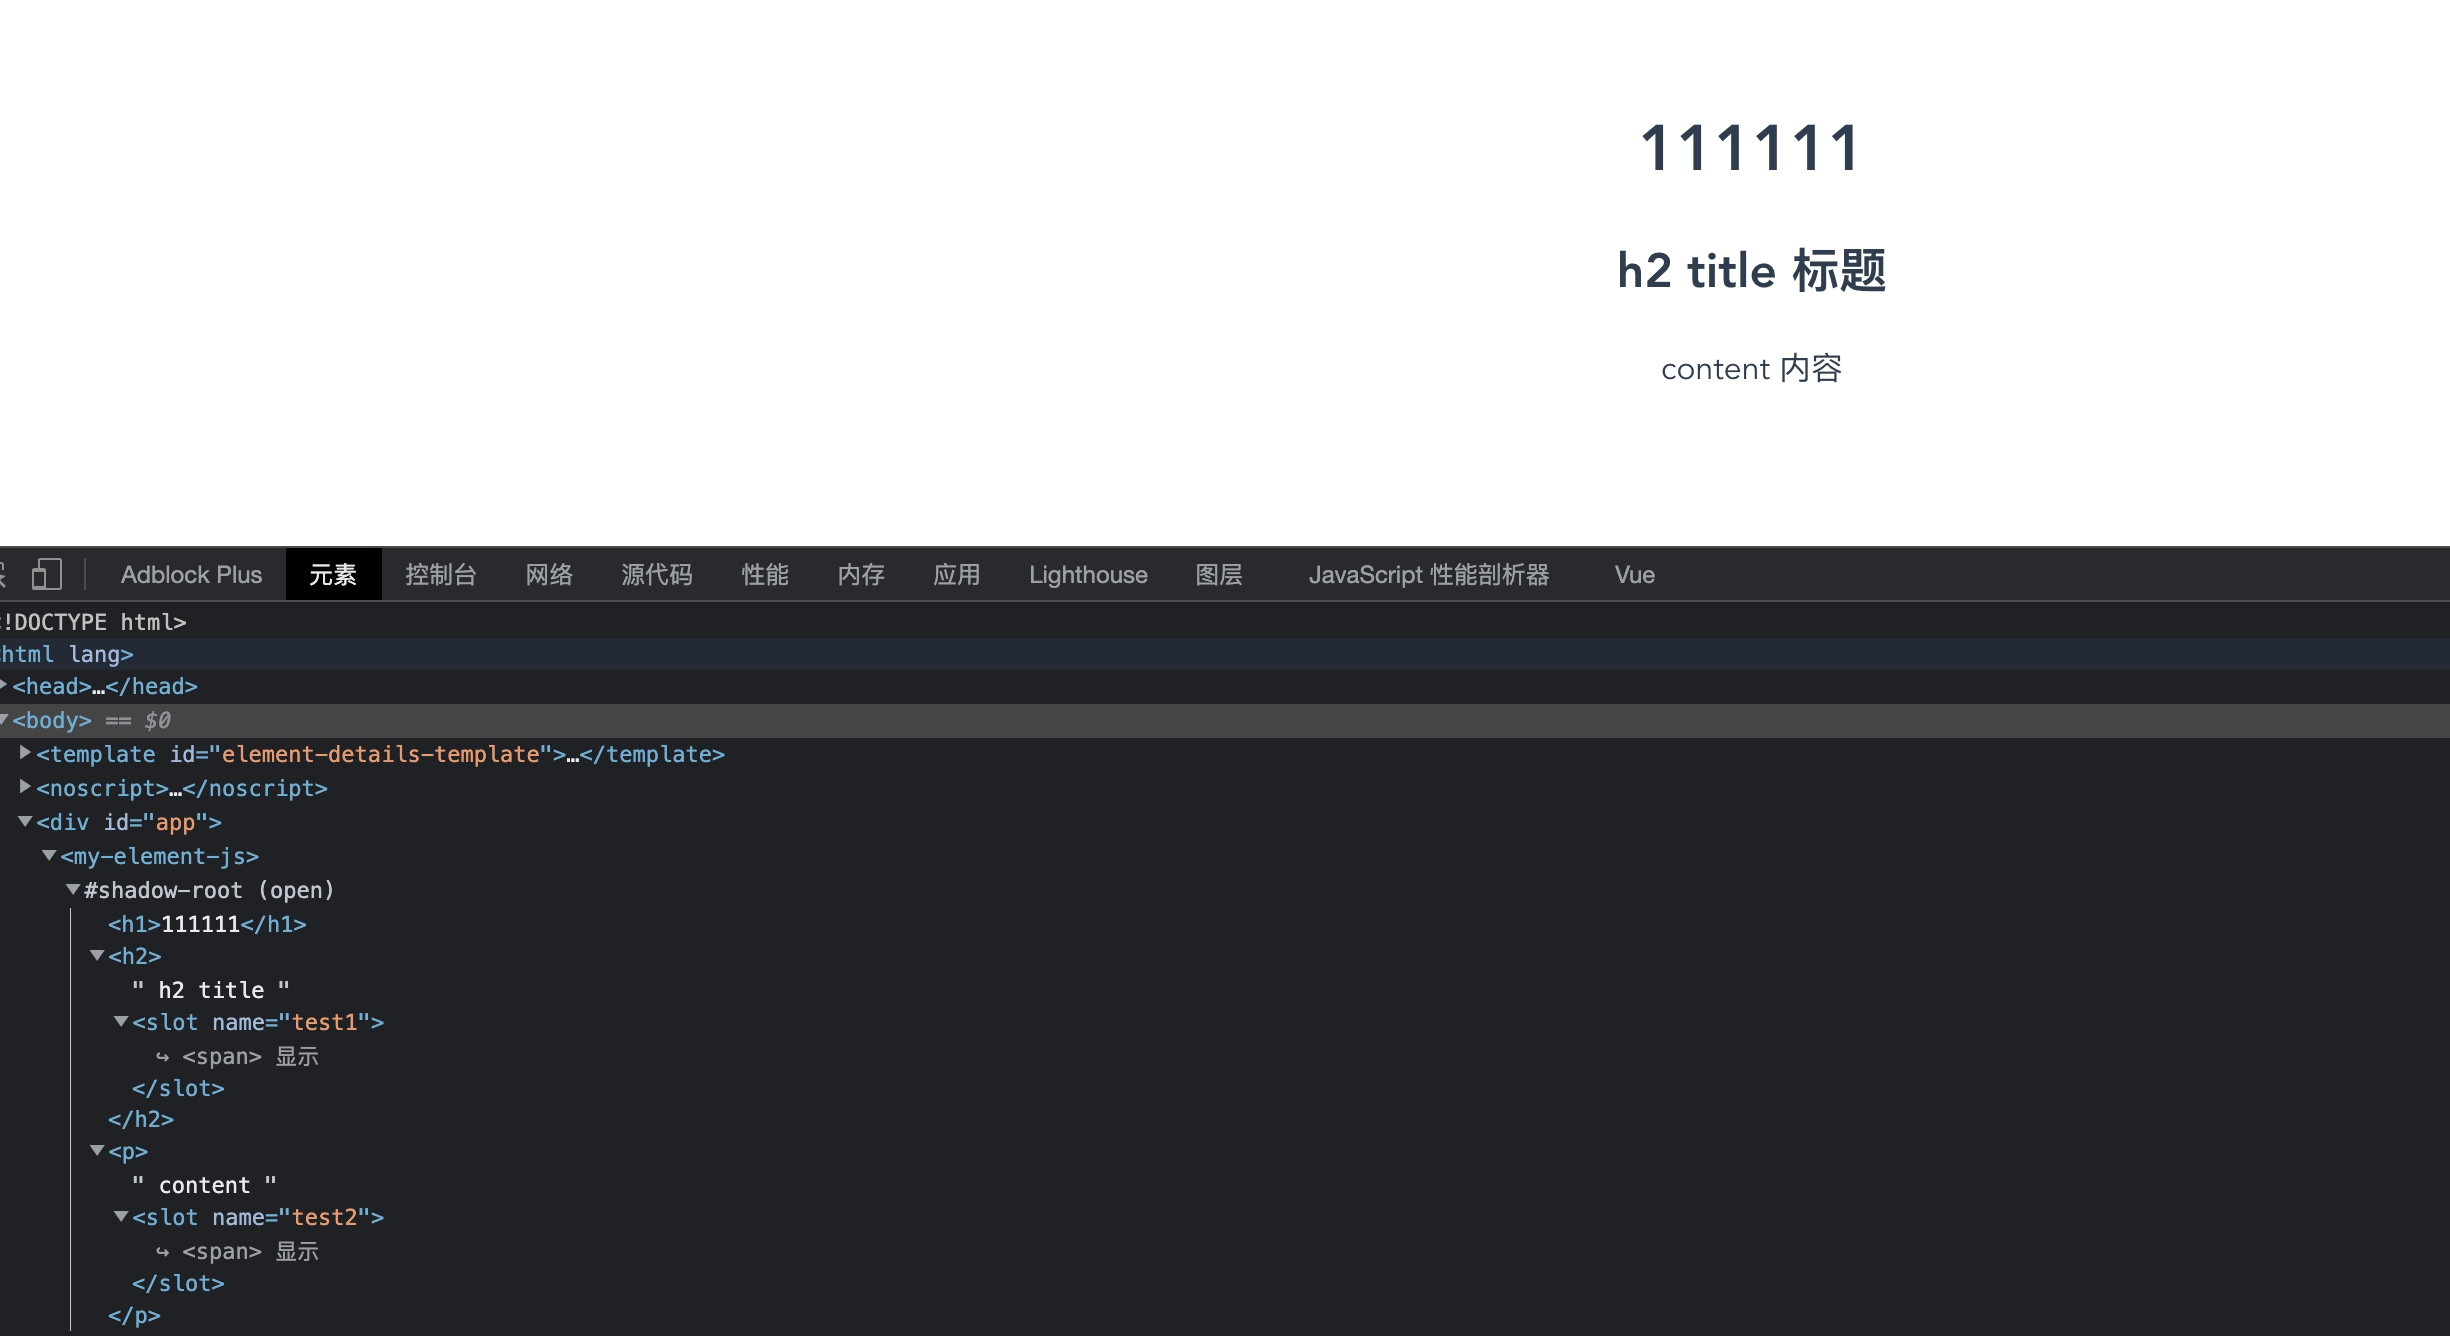 111111
h2 title 标题
content 内容
Adblock Plus 元素 控制台 网络 源代码 性能 内存 应用 Lighthouse 图层 JavaScript 性能剖析器 Vue
!DOCTYPE html>
html lang>
<head>…</head>
<body> == $0
<template id="element-details-template">…</template>
<noscript>…</noscript>
<div id="app">
<my-element-js>
#shadow-root (open)
<h1>111111</h1>
<h2>
" h2 title "
<slot name="test1">
↪ <span> 显示
</slot>
</h2>
<p>
" content "
<slot name="test2">
↪ <span> 显示
</slot>
</p>